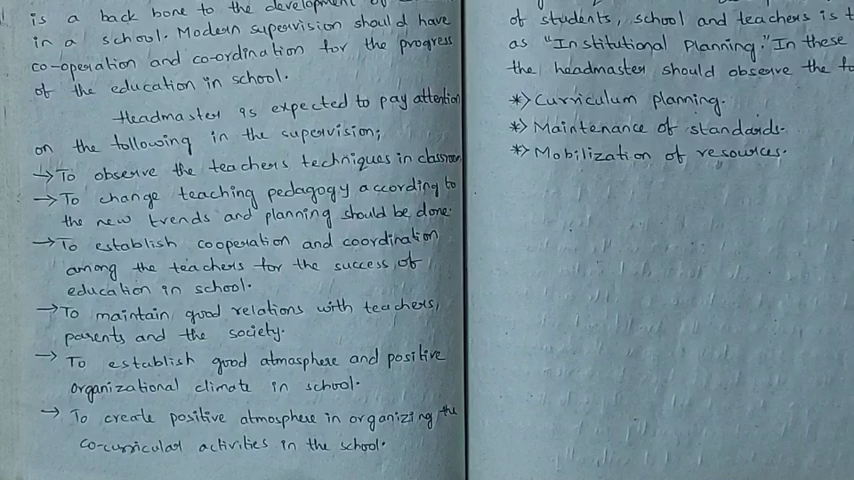 is a back bone to the development of
in a school. Modern supervision should have
co-operation and co-ordination for the progress
of the education in school.
Headmaster is expected to pay attention
on the following in the supervision;
→ To observe the teachers techniques in classroom
→ To change teaching pedagogy according to
the new trends and planning should be done.
→ To establish cooperation and coordination
among the teachers for the success of
education in school.
→ To maintain good relations with teachers,
parents and the society.
→ To establish good atmosphere and positive
organizational climate in school.
→ To create positive atmosphere in organizing the
co-curricular activities in the school.
of students, school and teachers is
as "Institutional Planning." In these
the headmaster should observe the
*> Curriculum planning.
*> Maintenance of standards.
*> Mobilization of resources.